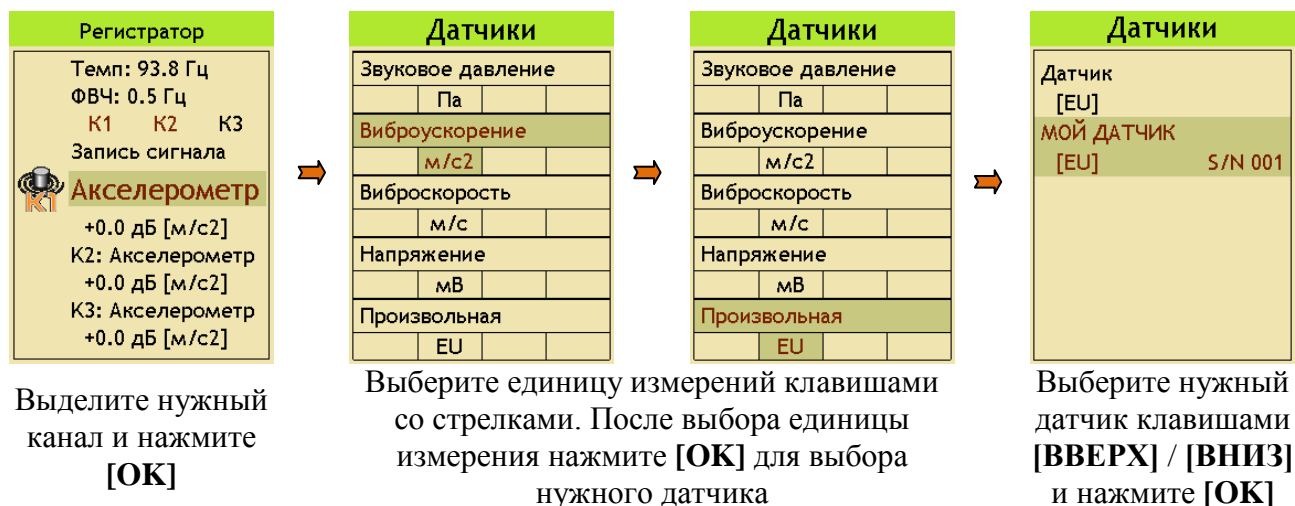 Регистратор
Темп: 93.8 Гц
ФВЧ: 0.5 Гц
К1 К2 К3
Запись сигнала
К1
Акселерометр
+0.0 дБ [м/с2]
К2: Акселерометр
+0.0 дБ [м/с2]
К3: Акселерометр
+0.0 дБ [м/с2]
Выделите нужный
канал и нажмите
[OK]
Датчики
Звуковое давление
Па
Виброускорение
м/с2
Виброскорость
м/с
Напряжение
мВ
Произвольная
EU
Датчики
Звуковое давление
Па
Виброускорение
м/с2
Виброскорость
м/с
Напряжение
мВ
Произвольная
EU
Выберите единицу измерений клавишами
со стрелками. После выбора единицы
измерения нажмите [OK] для выбора
нужного датчика
Датчики
Датчик
[EU]
МОЙ ДАТЧИК
[EU] S/N 001
Выберите нужный
датчик клавишами
[ВВЕРХ] / [ВНИЗ]
и нажмите [OK]